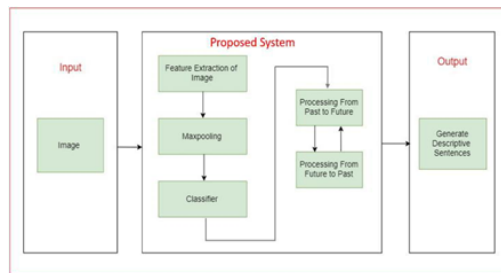 Input
Image
Proposed System
Feature Extraction of
Image
Maxpooling
Classifier
Processing From
Past to Future
Processing From
Future to Past
Output
Generate
Descriptive
Sentences